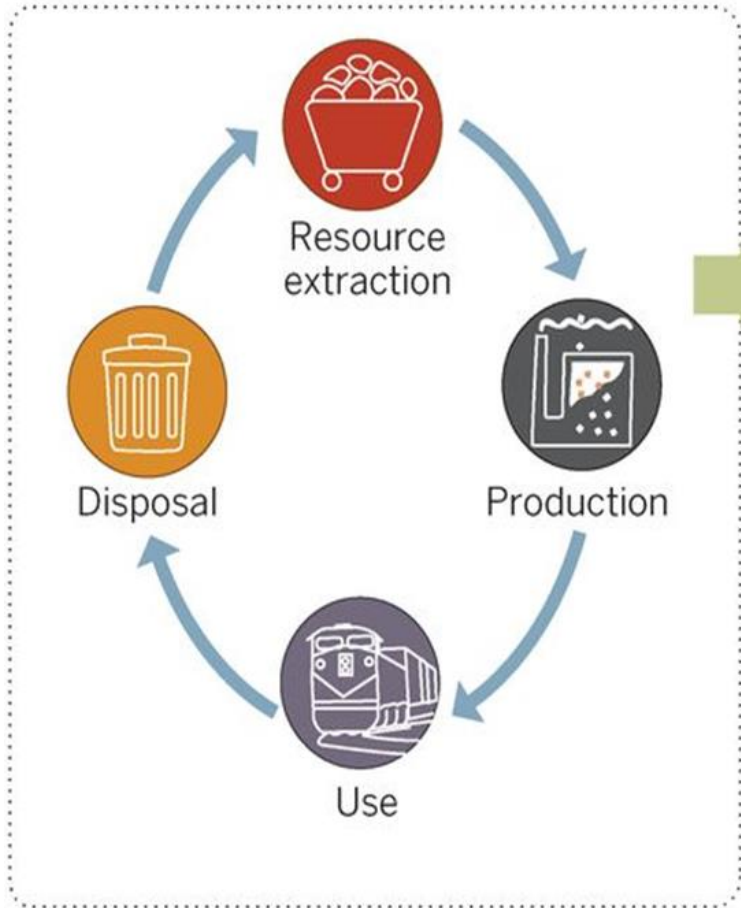 Resource
extraction
Production
Use
Disposal